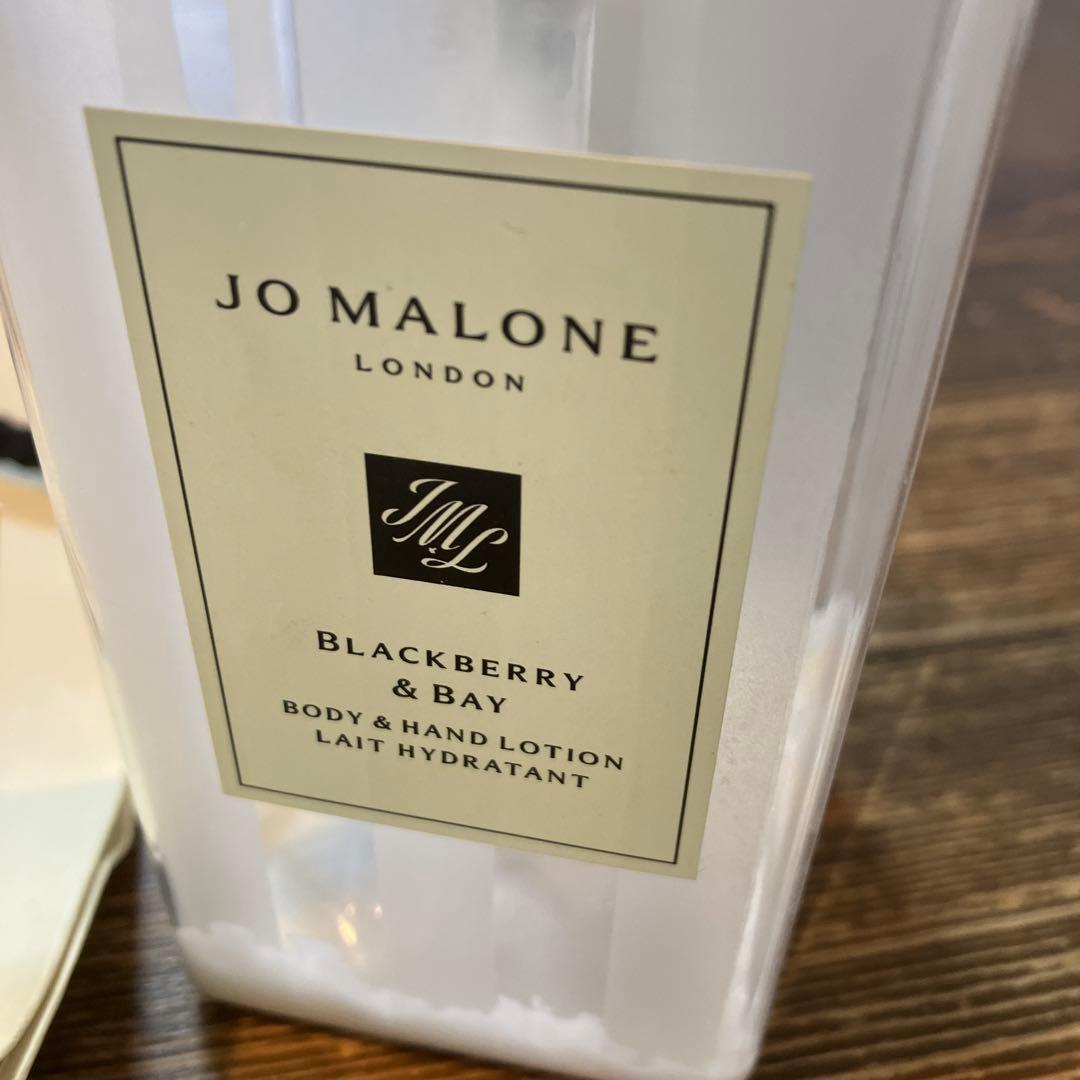 JO MALONE
LONDON
JML
BLACKBERRY
& BAY
BODY & HAND LOTION
LAIT HYDRATANT